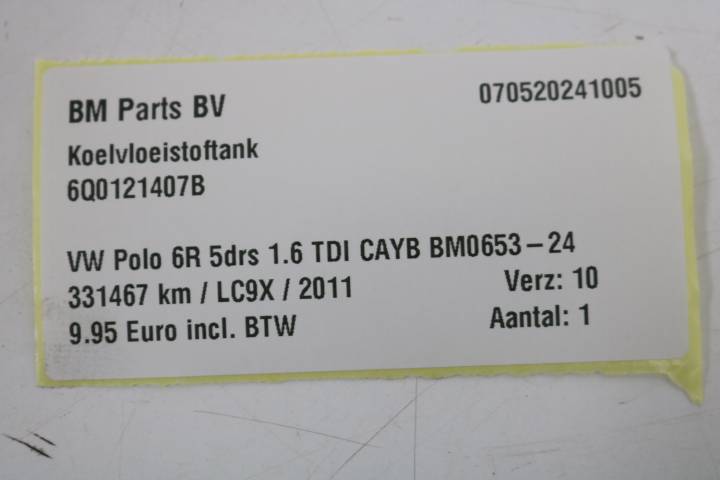 BM Parts BV 070520241005
Koelvloeistoftank
6Q0121407B
VW Polo 6R 5drs 1.6 TDI CAYB BM0653-24
331467 km / LC9X / 2011 Verz: 10
9.95 Euro incl. BTW Aantal: 1